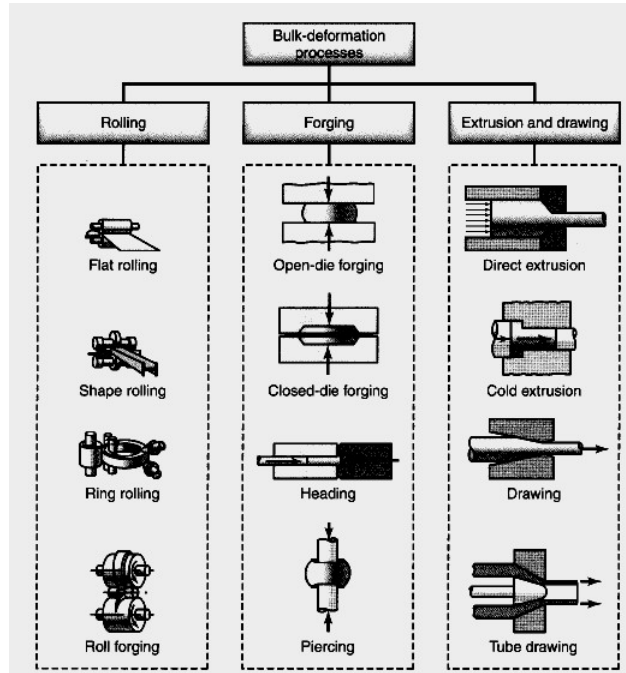 Bulk-deformation
processes
Rolling
Forging
Extrusion and drawing
Flat rolling
Open-die forging
Direct extrusion
Shape rolling
Closed-die forging
Cold extrusion
Ring rolling
Heading
Drawing
Roll forging
Piercing
Tube drawing